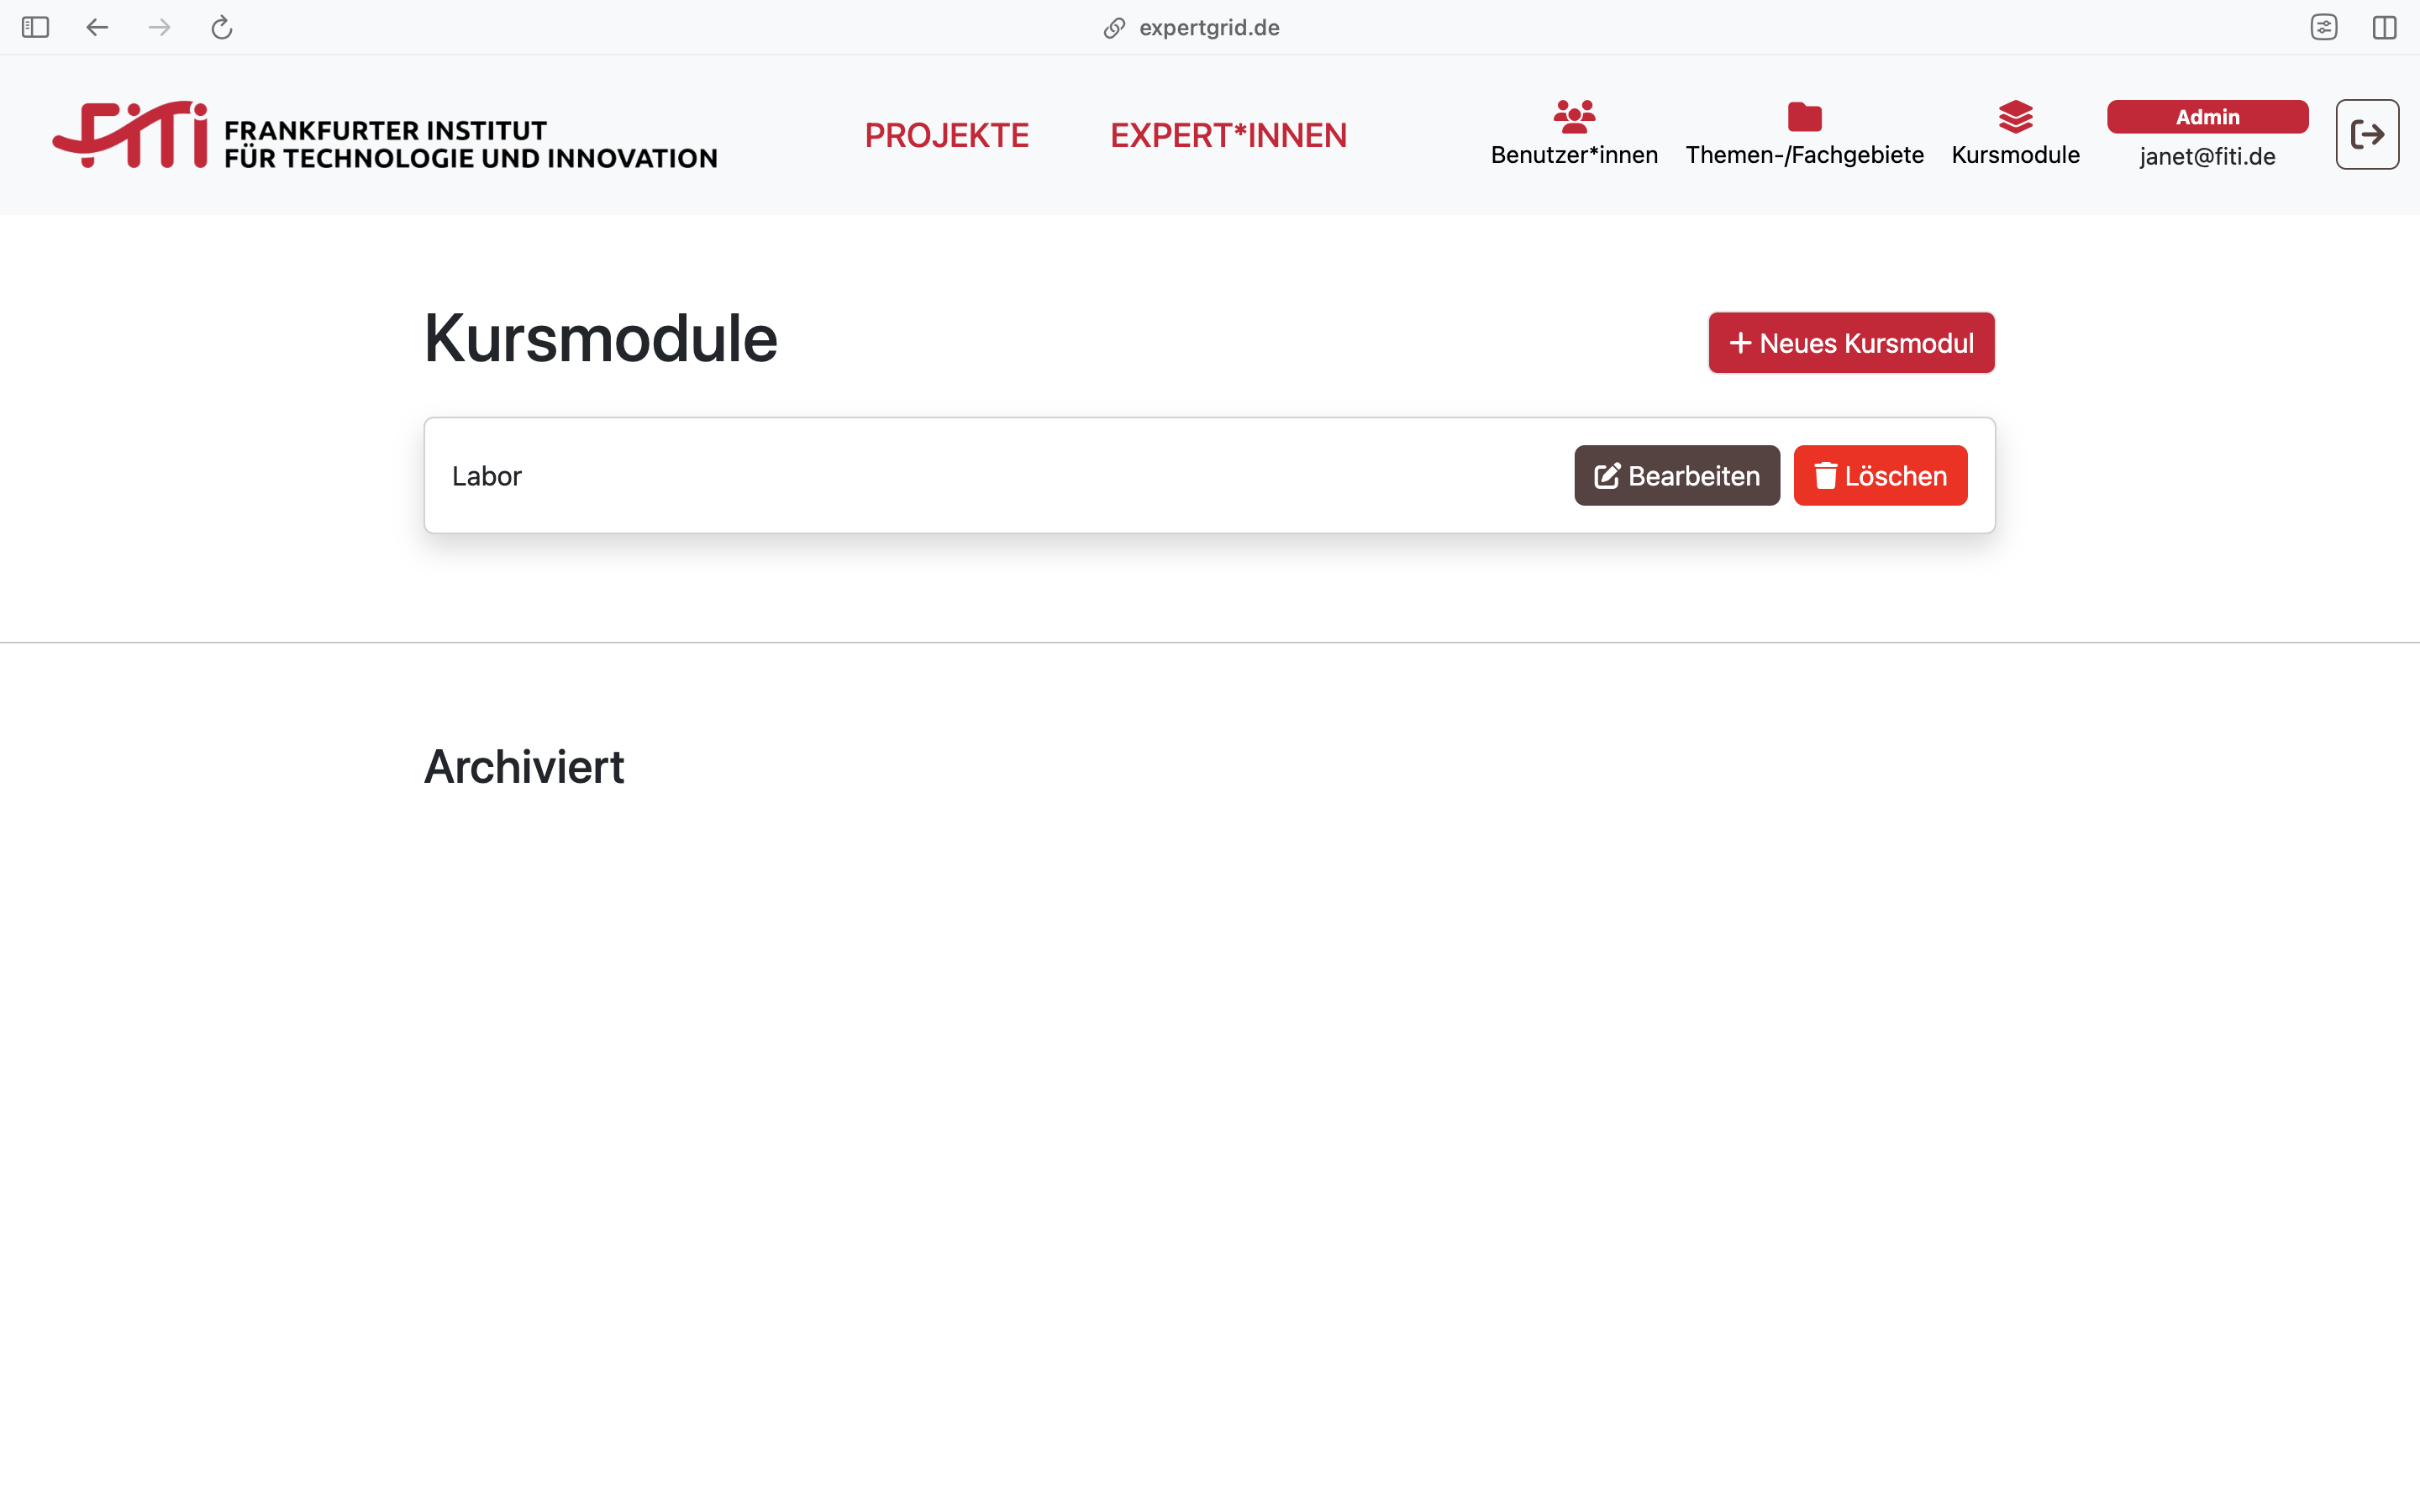 expertgrid.de
FiTi
FRANKFURTER INSTITUT
FÜR TECHNOLOGIE UND INNOVATION
PROJEKTE
EXPERT*INNEN
Benutzer*innen
Themen-/Fachgebiete
Kursmodule
Admin
janet@fiti.de
Kursmodule
+ Neues Kursmodul
Labor
Bearbeiten
Löschen
Archiviert